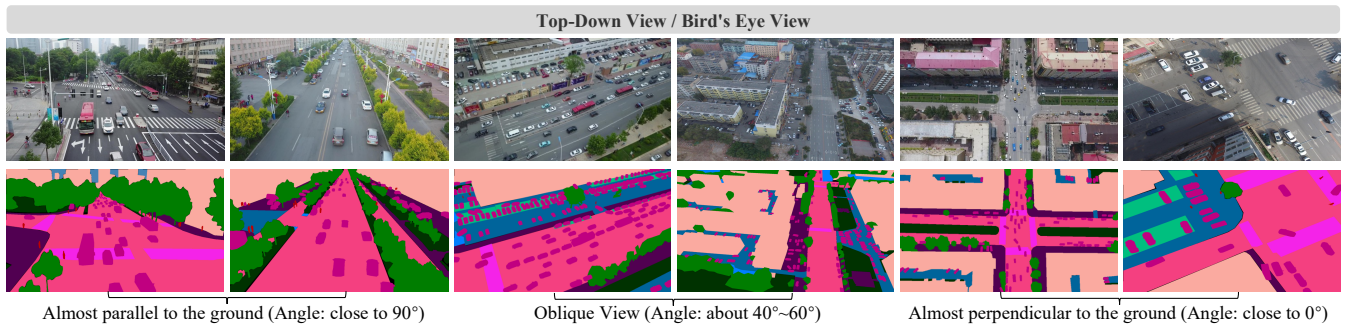 Top-Down View / Bird's Eye View
Almost parallel to the ground (Angle: close to 90°)
Oblique View (Angle: about 40°~60°)
Almost perpendicular to the ground (Angle: close to 0°)